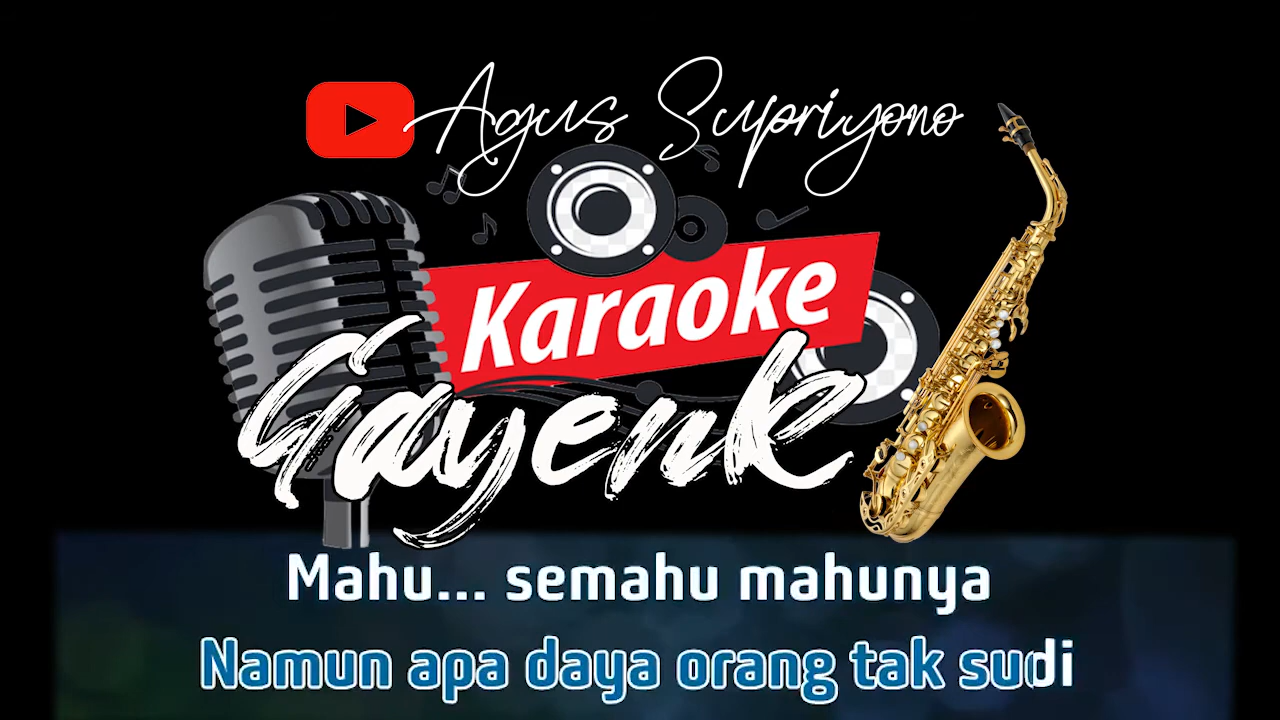 Agus Supriyono
Karaoke
Gayenk
Mahu... semahu mahunya
Namun apa daya orang tak sudi